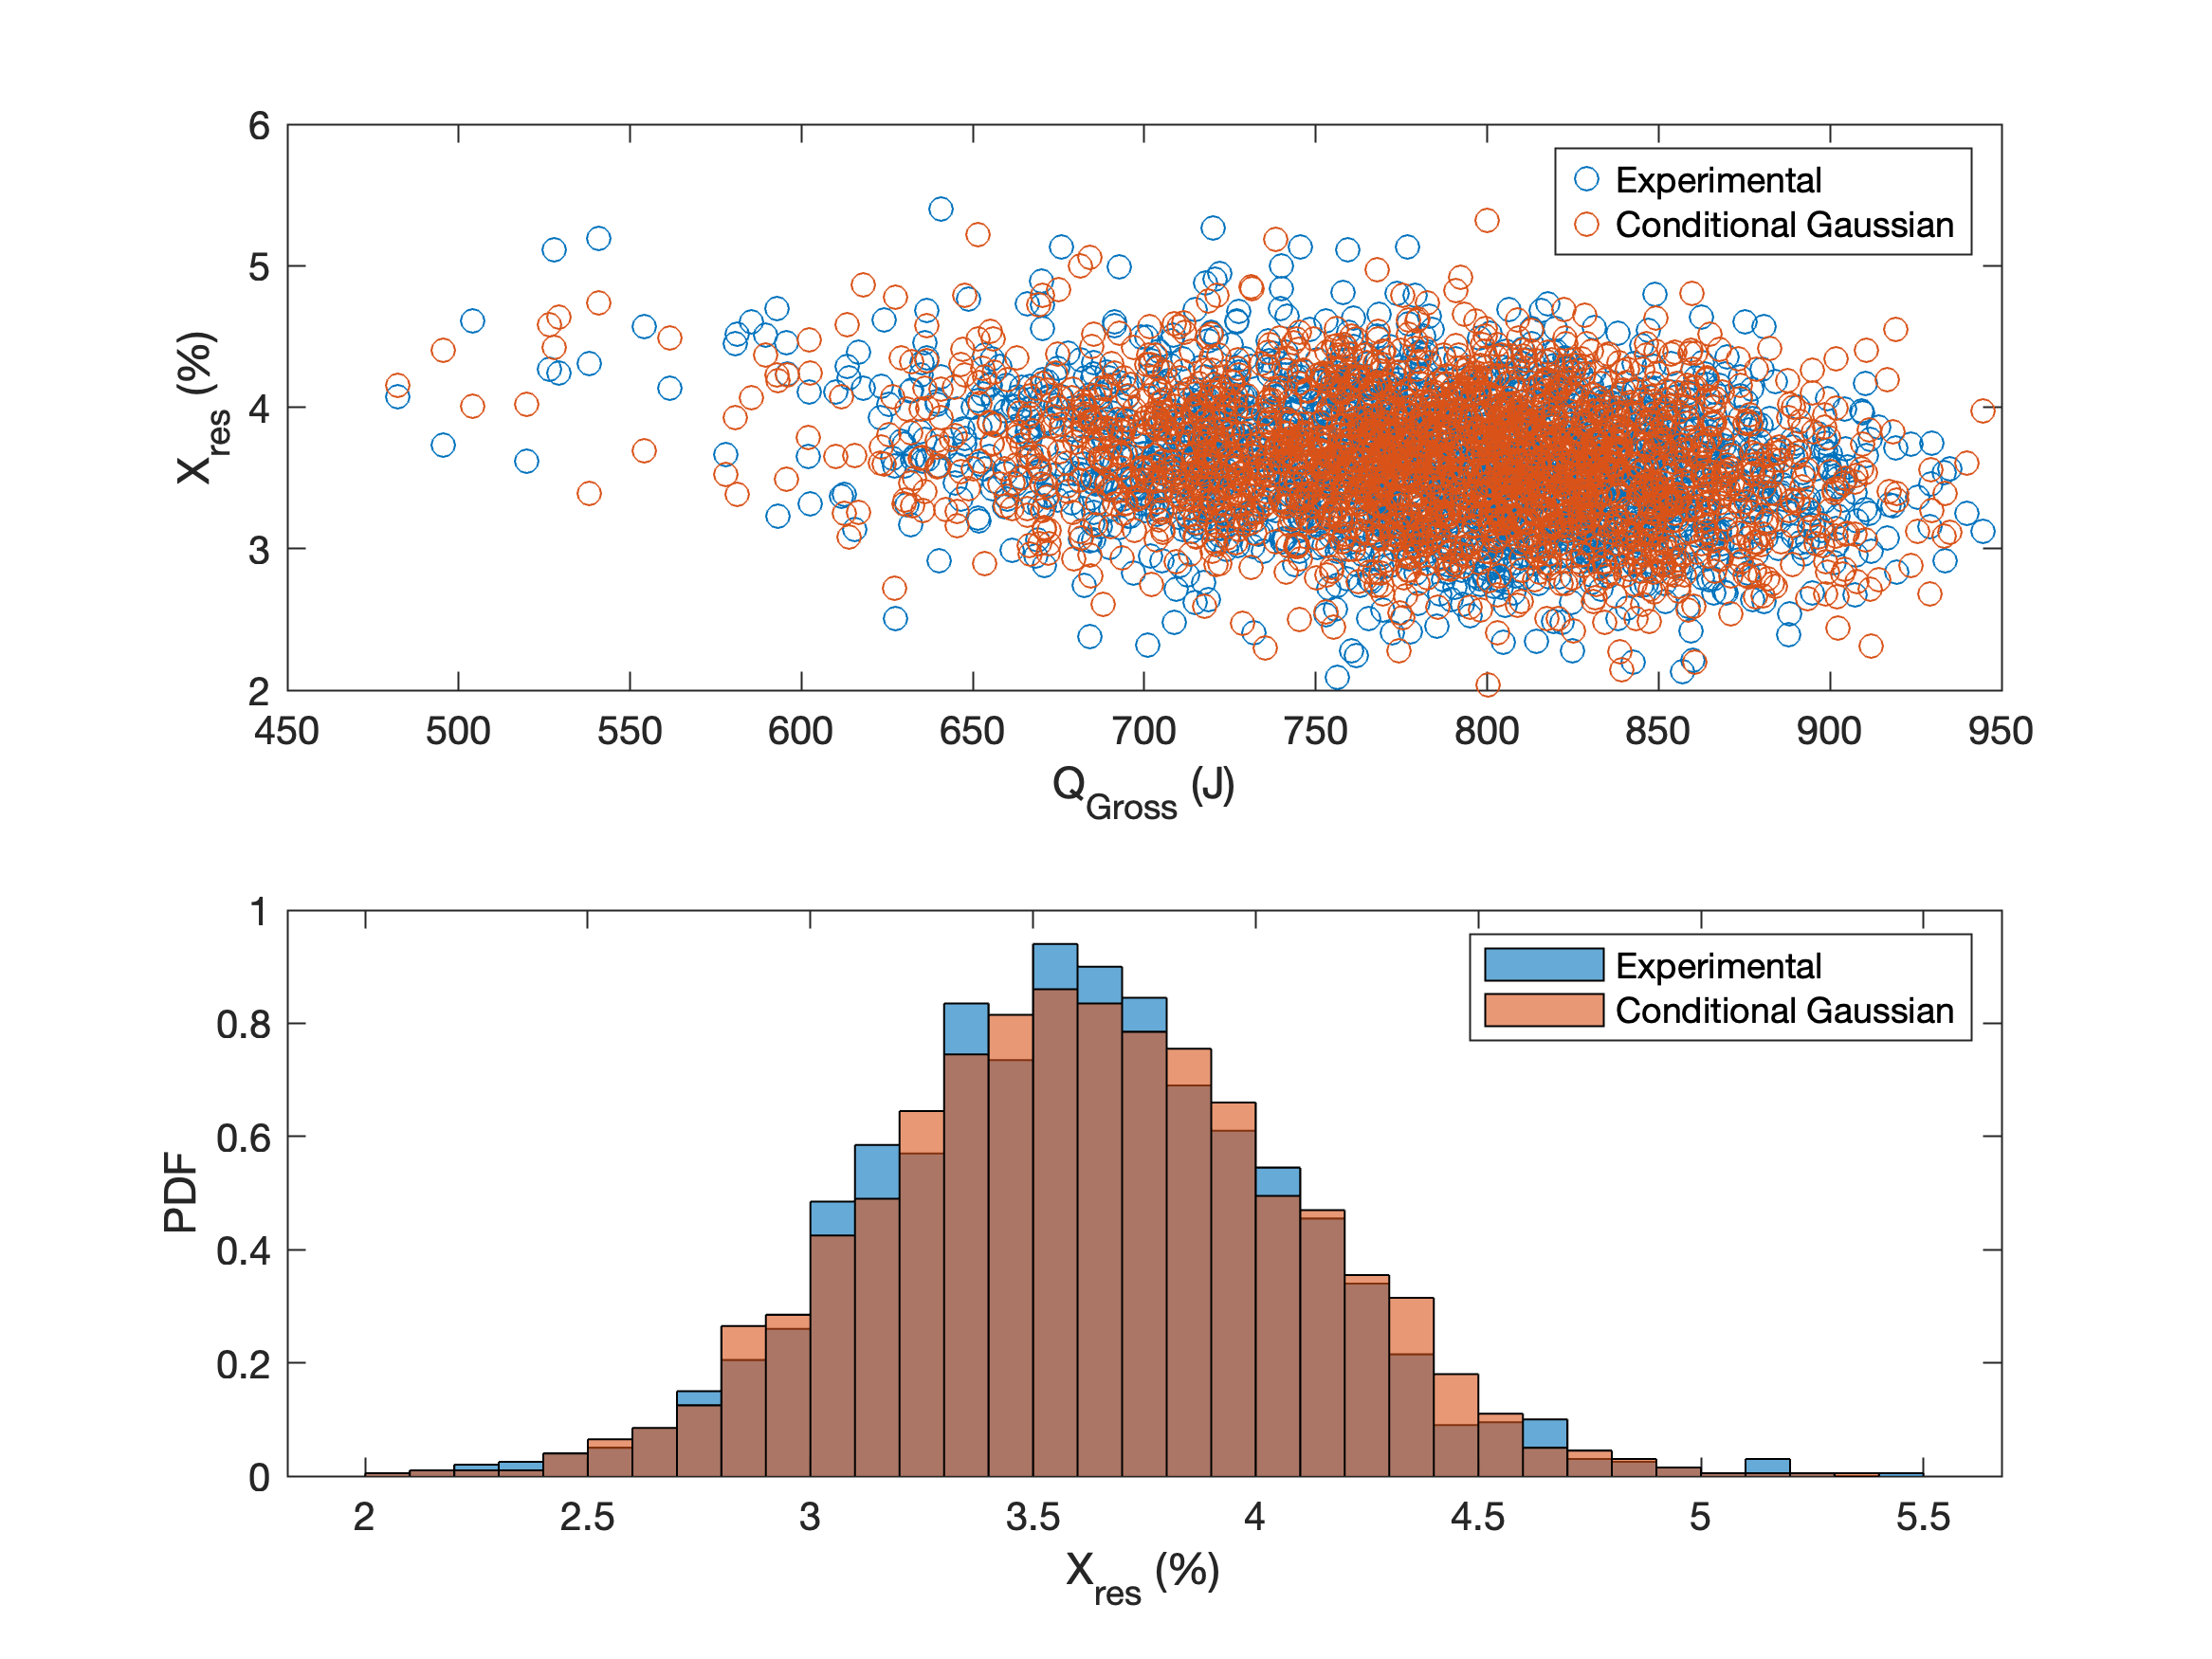 6
5
4
3
2
X_res (%)
Experimental
Conditional Gaussian
450 500 550 600 650 700 750 800 850 900 950
Q_Gross (J)
1
0.8
0.6
0.4
0.2
0
PDF
Experimental
Conditional Gaussian
2 2.5 3 3.5 4 4.5 5 5.5
X_res (%)